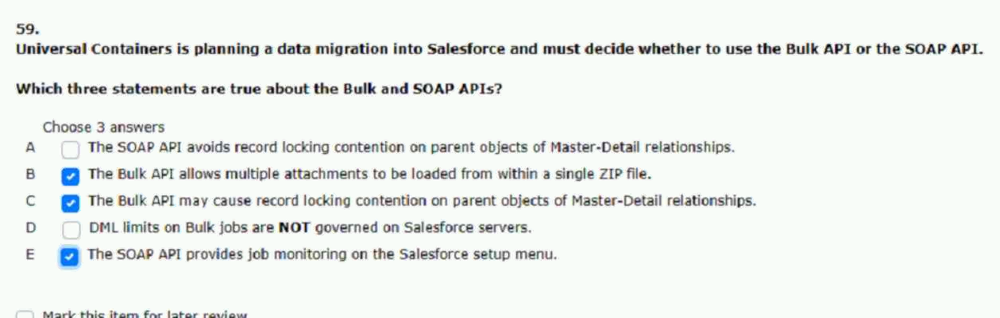 59.
Universal Containers is planning a data migration into Salesforce and must decide whether to use the Bulk API or the SOAP API.
Which three statements are true about the Bulk and SOAP APIs?
Choose 3 answers
A The SOAP API avoids record locking contention on parent objects of Master-Detail relationships.
B The Bulk API allows multiple attachments to be loaded from within a single ZIP file.
C The Bulk API may cause record locking contention on parent objects of Master-Detail relationships.
D DML limits on Bulk jobs are NOT governed on Salesforce servers.
E The SOAP API provides job monitoring on the Salesforce setup menu.
Mark this item for later review